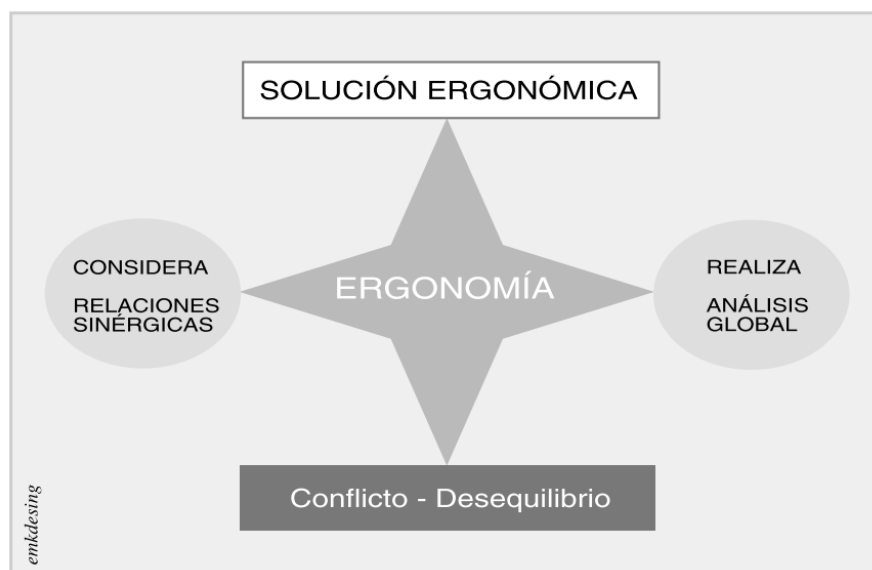 SOLUCIÓN ERGONÓMICA
CONSIDERA
RELACIONES
SINÉRGICAS
ERGONOMÍA
REALIZA
ANÁLISIS
GLOBAL
Conflicto - Desequilibrio
emkdesing